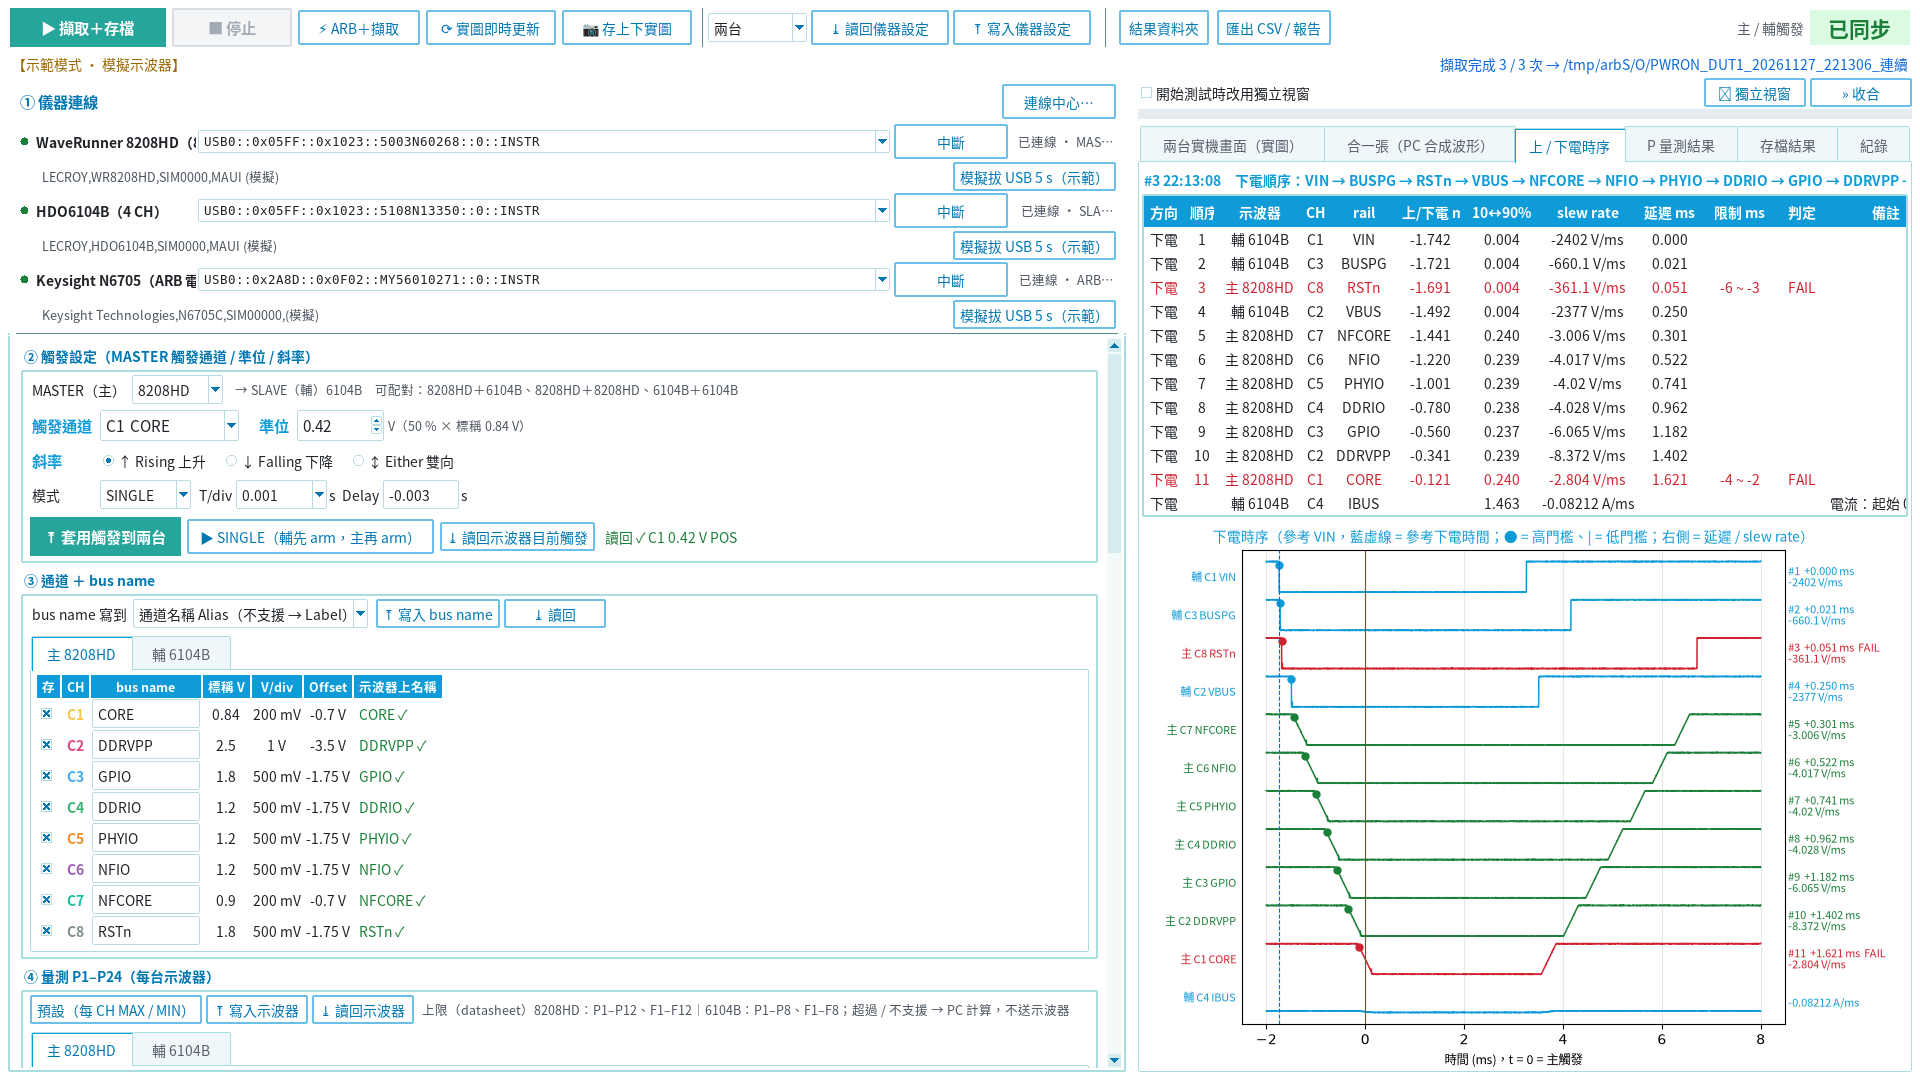 ▶ 擷取＋存檔
■ 停止
⚡ ARB＋擷取
⟳ 實圖即時更新
📷 存上下實圖
兩台
⤓ 讀回儀器設定
⤒ 寫入儀器設定
結果資料夾
匯出 CSV / 報告
主 / 輔觸發
已同步
【示範模式 · 模擬示波器】
擷取完成 3 / 3 次 → /tmp/arbS/O/PWRON_DUT1_20261127_221306_連續
① 儀器連線
連線中心…
WaveRunner 8208HD（8
USB0::0x05FF::0x1023::5003N60268::0::INSTR
中斷
已連線 · MAS…
LECROY,WR8208HD,SIM0000,MAUI (模擬)
模擬拔 USB 5 s（示範）
HDO6104B（4 CH）
USB0::0x05FF::0x1023::5108N13350::0::INSTR
中斷
已連線 · SLA…
LECROY,HDO6104B,SIM0000,MAUI (模擬)
模擬拔 USB 5 s（示範）
Keysight N6705（ARB 電
USB0::0x2A8D::0x0F02::MY56010271::0::INSTR
中斷
已連線 · ARB…
Keysight Technologies,N6705C,SIM00000,(模擬)
模擬拔 USB 5 s（示範）
② 觸發設定（MASTER 觸發通道 / 準位 / 斜率）
MASTER（主） 8208HD → SLAVE（輔）6104B 可配對：8208HD＋6104B、8208HD＋8208HD、6104B＋6104B
觸發通道 C1 CORE 準位 0.42 V（50 % × 標稱 0.84 V）
斜率 ↑ Rising 上升 ↓ Falling 下降 ↕ Either 雙向
模式 SINGLE T/div 0.001 s Delay -0.003 s
⤒ 套用觸發到兩台
▶ SINGLE（輔先 arm，主再 arm）
⤓ 讀回示波器目前觸發
讀回 ✓ C1 0.42 V POS
③ 通道 ＋ bus name
bus name 寫到 通道名稱 Alias（不支援 → Label） ⤒ 寫入 bus name ⤓ 讀回
主 8208HD 輔 6104B
存 CH bus name 標稱 V V/div Offset 示波器上名稱
C1 CORE 0.84 200 mV -0.7 V CORE ✓
C2 DDRVPP 2.5 1 V -3.5 V DDRVPP ✓
C3 GPIO 1.8 500 mV -1.75 V GPIO ✓
C4 DDRIO 1.2 500 mV -1.75 V DDRIO ✓
C5 PHYIO 1.2 500 mV -1.75 V PHYIO ✓
C6 NFIO 1.2 500 mV -1.75 V NFIO ✓
C7 NFCORE 0.9 200 mV -0.7 V NFCORE ✓
C8 RSTn 1.8 500 mV -1.75 V RSTn ✓
④ 量測 P1–P24（每台示波器）
預設（每 CH MAX / MIN） ⤒ 寫入示波器 ⤓ 讀回示波器 上限（datasheet）8208HD：P1–P12、F1–F12｜6104B：P1–P8、F1–F8；超過 / 不支援 → PC 計算，不送示波器
主 8208HD 輔 6104B
開始測試時改用獨立視窗
獨立視窗
» 收合
兩台實機畫面（實圖） 合一張（PC 合成波形） 上 / 下電時序 P 量測結果 存檔結果 紀錄
#3 22:13:08 下電順序：VIN → BUSPG → RSTn → VBUS → NFCORE → NFIO → PHYIO → DDRIO → GPIO → DDRVPP
方向 順序 示波器 CH rail 上/下電 n 10↔90% slew rate 延遲 ms 限制 ms 判定 備註
下電 1 輔 6104B C1 VIN -1.742 0.004 -2402 V/ms 0.000
下電 2 輔 6104B C3 BUSPG -1.721 0.004 -660.1 V/ms 0.021
下電 3 主 8208HD C8 RSTn -1.691 0.004 -361.1 V/ms 0.051 -6 ~ -3 FAIL
下電 4 輔 6104B C2 VBUS -1.492 0.004 -2377 V/ms 0.250
下電 5 主 8208HD C7 NFCORE -1.441 0.240 -3.006 V/ms 0.301
下電 6 主 8208HD C6 NFIO -1.220 0.239 -4.017 V/ms 0.522
下電 7 主 8208HD C5 PHYIO -1.001 0.239 -4.02 V/ms 0.741
下電 8 主 8208HD C4 DDRIO -0.780 0.238 -4.028 V/ms 0.962
下電 9 主 8208HD C3 GPIO -0.560 0.237 -6.065 V/ms 1.182
下電 10 主 8208HD C2 DDRVPP -0.341 0.239 -8.372 V/ms 1.402
下電 11 主 8208HD C1 CORE -0.121 0.240 -2.804 V/ms 1.621 -4 ~ -2 FAIL
下電 輔 6104B C4 IBUS 1.463 -0.08212 A/ms 電流：起始
下電時序（參考 VIN，藍虛線 = 參考下電時間；● = 高門檻、| = 低門檻；右側 = 延遲 / slew rate）
輔 C1 VIN #1 +0.000 ms
-2402 V/ms
輔 C3 BUSPG #2 +0.021 ms
-660.1 V/ms
主 C8 RSTn #3 +0.051 ms FAIL
-361.1 V/ms
輔 C2 VBUS #4 +0.250 ms
-2377 V/ms
主 C7 NFCORE #5 +0.301 ms
-3.006 V/ms
主 C6 NFIO #6 +0.522 ms
-4.017 V/ms
主 C5 PHYIO #7 +0.741 ms
-4.02 V/ms
主 C4 DDRIO #8 +0.962 ms
-4.028 V/ms
主 C3 GPIO #9 +1.182 ms
-6.065 V/ms
主 C2 DDRVPP #10 +1.402 ms
-8.372 V/ms
主 C1 CORE #11 +1.621 ms FAIL
-2.804 V/ms
輔 C4 IBUS -0.08212 A/ms
−2 0 2 4 6 8
時間 (ms)，t = 0 = 主觸發